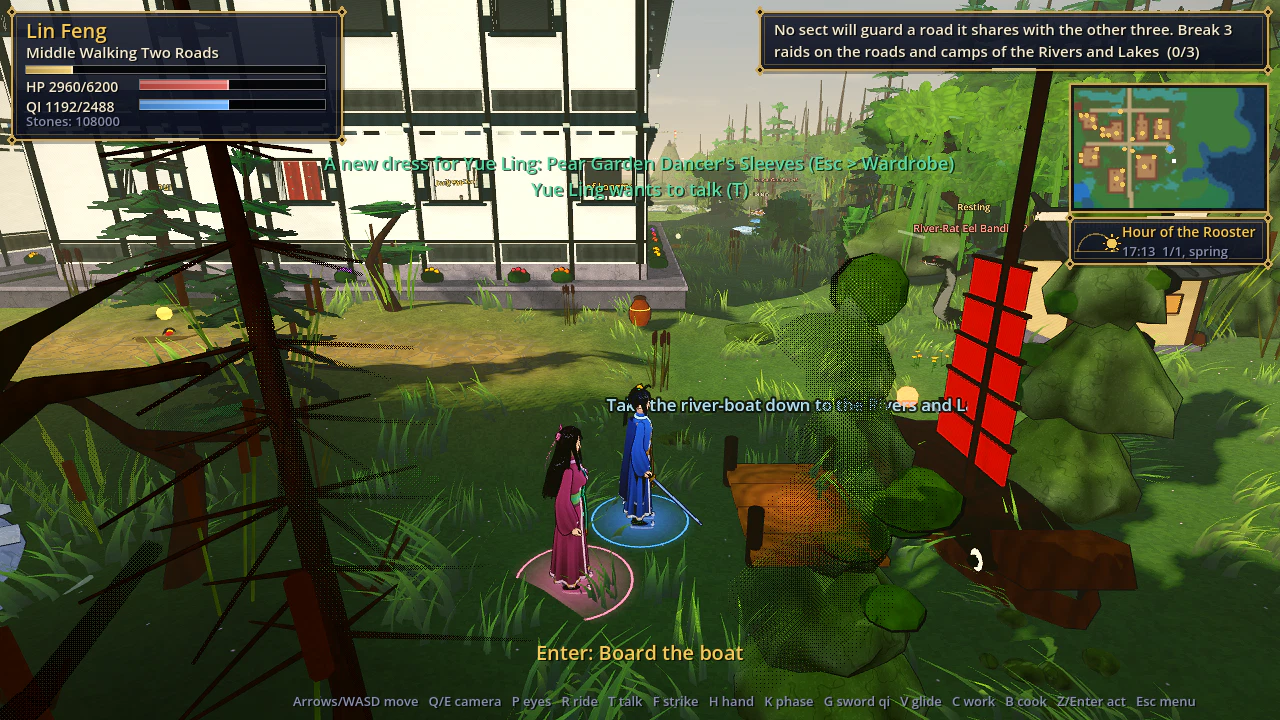 Lin Feng
Middle Walking Two Roads
HP 2960/6200
QI 1192/2488
Stones: 108000
No sect will guard a road it shares with the other three. Break 3
raids on the roads and camps of the Rivers and Lakes (0/3)
A new dress for Yue Ling: Pear Garden Dancer's Sleeves (Esc > Wardrobe)
Yue Ling wants to talk (T)
Resting
River-Rat Eel Bandi
Hour of the Rooster
17:13 1/1, spring
Take the river-boat down to the Rivers and L
Enter: Board the boat
Arrows/WASD move Q/E camera P eyes R ride T talk F strike H hand K phase G sword qi V glide C work B cook Z/Enter act Esc menu